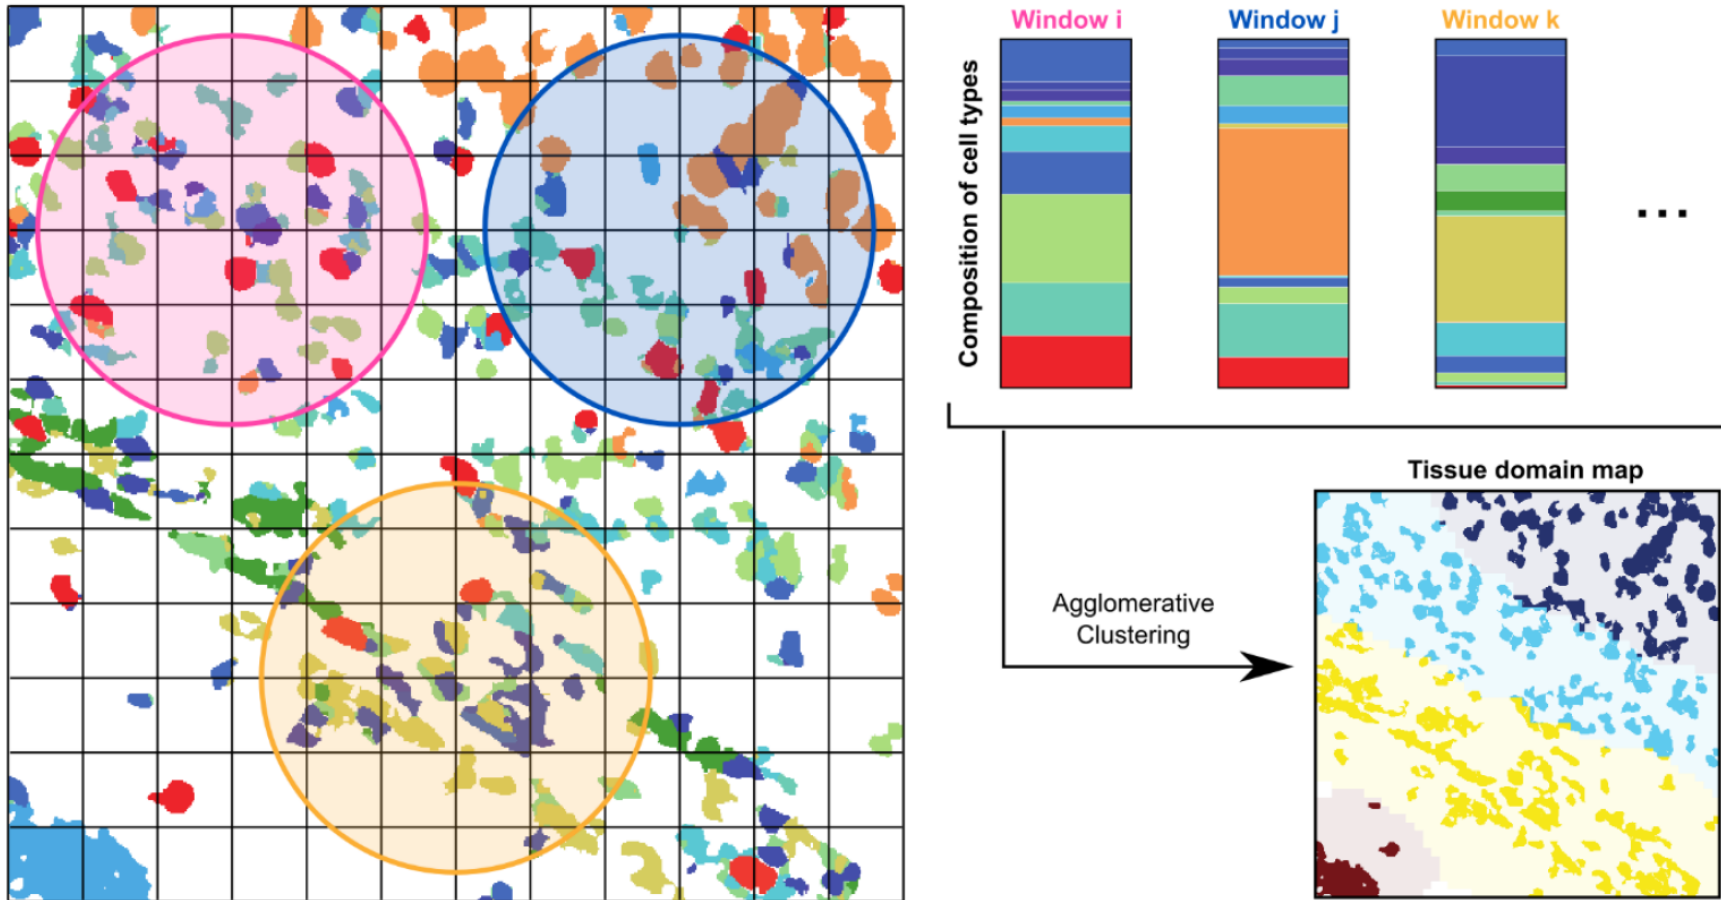 Window i
Window j
Window k
Composition of cell types
...
Tissue domain map
Agglomerative
Clustering